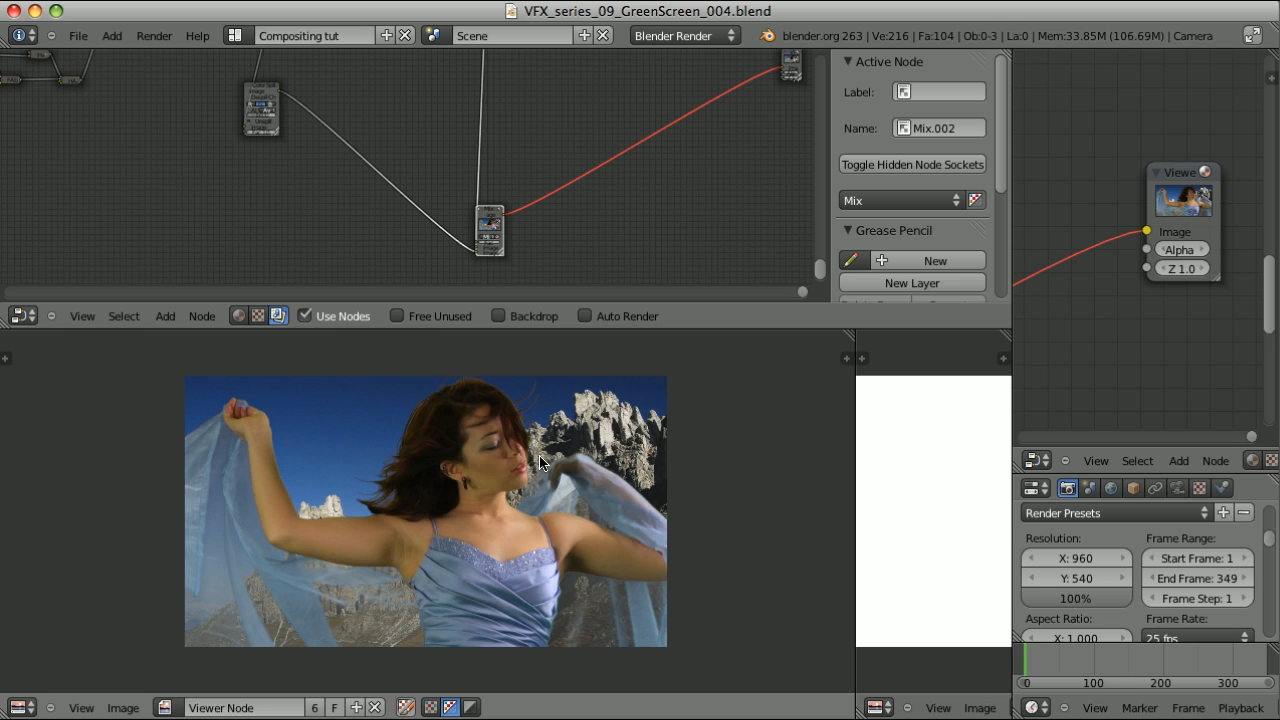 VFX_series_09_GreenScreen_004.blend
File Add Render Help Compositing tut Scene Blender Render blender.org 263 | Ve:216 | Fa:104 | Ob:0-3 | La:0 | Mem:33.85M (106.69M) | Camera
Active Node
Label:
Name: Mix.002
Toggle Hidden Node Sockets
Mix
Grease Pencil
New
New Layer
Viewe
Image
Alpha
Z 1.0
View Select Add Node Use Nodes Free Unused Backdrop Auto Render
View Select Add Node
Render Presets
Resolution: Frame Range:
X: 960 Start Frame: 1
Y: 540 End Frame: 349
100% Frame Step: 1
Aspect Ratio: Frame Rate:
X: 1.000 25 fps
0 100 200 300
View Image Viewer Node 6 F View Image View Marker Frame Playback